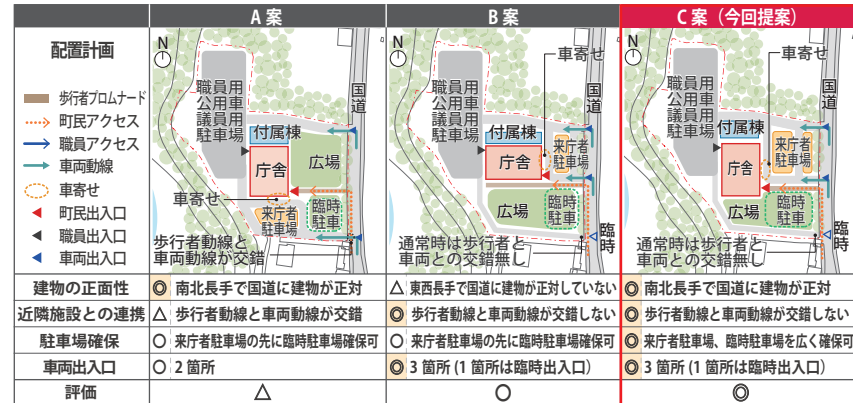 A 案
B 案
C 案（今回提案）
配置計画
歩行者プロムナード
町民アクセス
職員アクセス
車両動線
車寄せ
町民出入口
職員出入口
車両出入口
N
職員用
公用車
議員用
駐車場
国道
付属棟
庁舎
広場
車寄せ
来庁者
駐車場
臨時
駐車
歩行者動線と
車両動線が交錯
N
車寄せ
職員用
公用車
議員用
駐車場
国道
付属棟
来庁者
駐車場
庁舎
広場
臨時
駐車
臨時
通常時は歩行者と
車両との交錯無し
N
車寄せ
職員用
公用車
議員用
駐車場
国道
付属棟
来庁者
駐車場
庁舎
広場
臨時
駐車
臨時
通常時は歩行者と
車両との交錯無し
建物の正面性
◎ 南北長手で国道に建物が正対
△ 東西長手で国道に建物が正対していない
◎ 南北長手で国道に建物が正対
近隣施設との連携
△ 歩行者動線と車両動線が交錯
◎ 歩行者動線と車両動線が交錯しない
◎ 歩行者動線と車両動線が交錯しない
駐車場確保
○ 来庁者駐車場の先に臨時駐車場確保可
○ 来庁者駐車場の先に臨時駐車場確保可
◎ 来庁者駐車場、臨時駐車場を広く確保可
車両出入口
○ 2 箇所
◎ 3 箇所 (1 箇所は臨時出入口）
◎ 3 箇所 (1 箇所は臨時出入口）
評価
△
○
◎